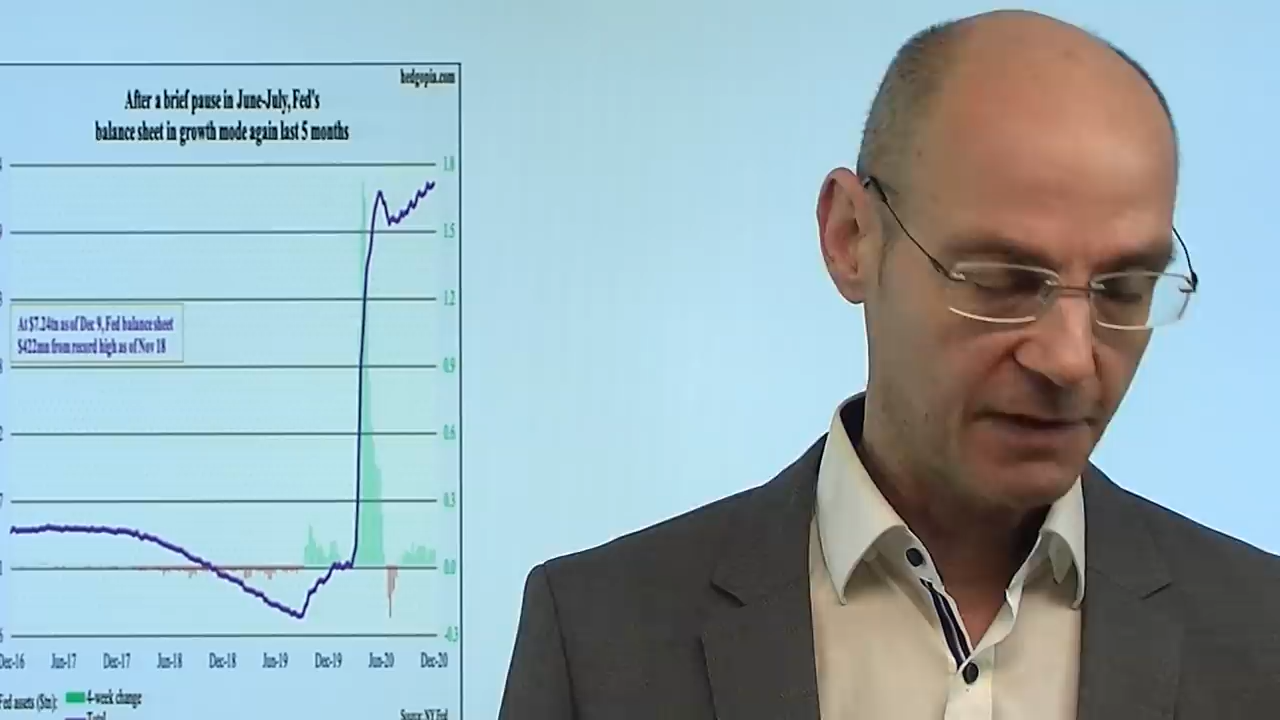 hedgopia.com
After a brief pause in June-July, Fed's
balance sheet in growth mode again last 5 months
1.8
1.5
1.2
At $7.24tn as of Dec 9, Fed balance sheet
$422mn from record high as of Nov 18
0.9
0.6
0.3
0.0
-0.3
Dec-16 Jun-17 Dec-17 Jun-18 Dec-18 Jun-19 Dec-19 Jun-20 Dec-20
Fed assets ($tn): 4-week change
Total
Source: NY Fed